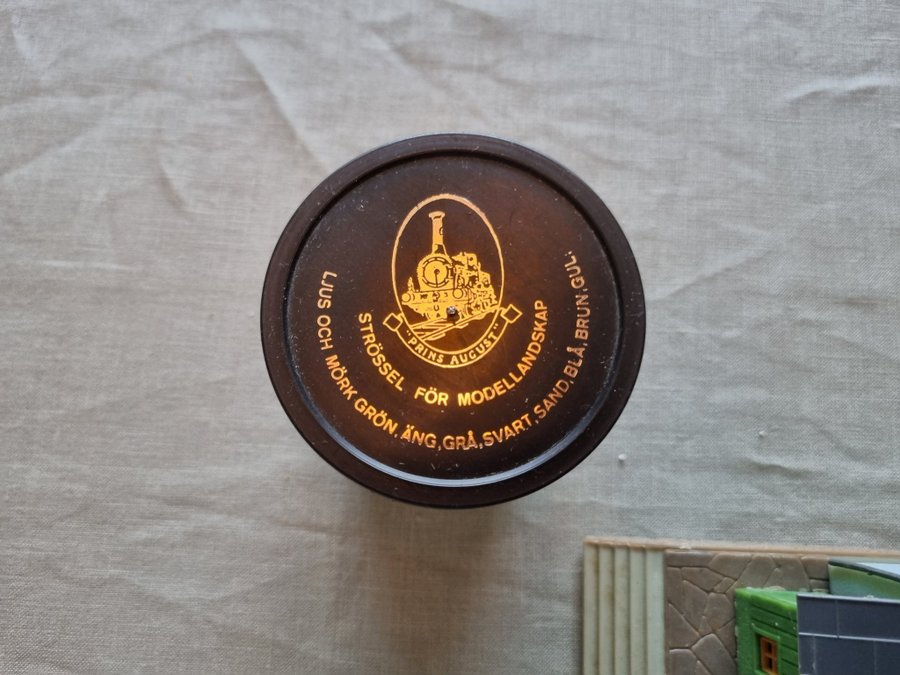 "PRINS AUGUST"
STRÖSSEL FÖR MODELLANDSKAP
LJUS OCH MÖRK GRÖN, ÄNG, GRÅ, SVART, SAND, BLÅ, BRUN, GUL.